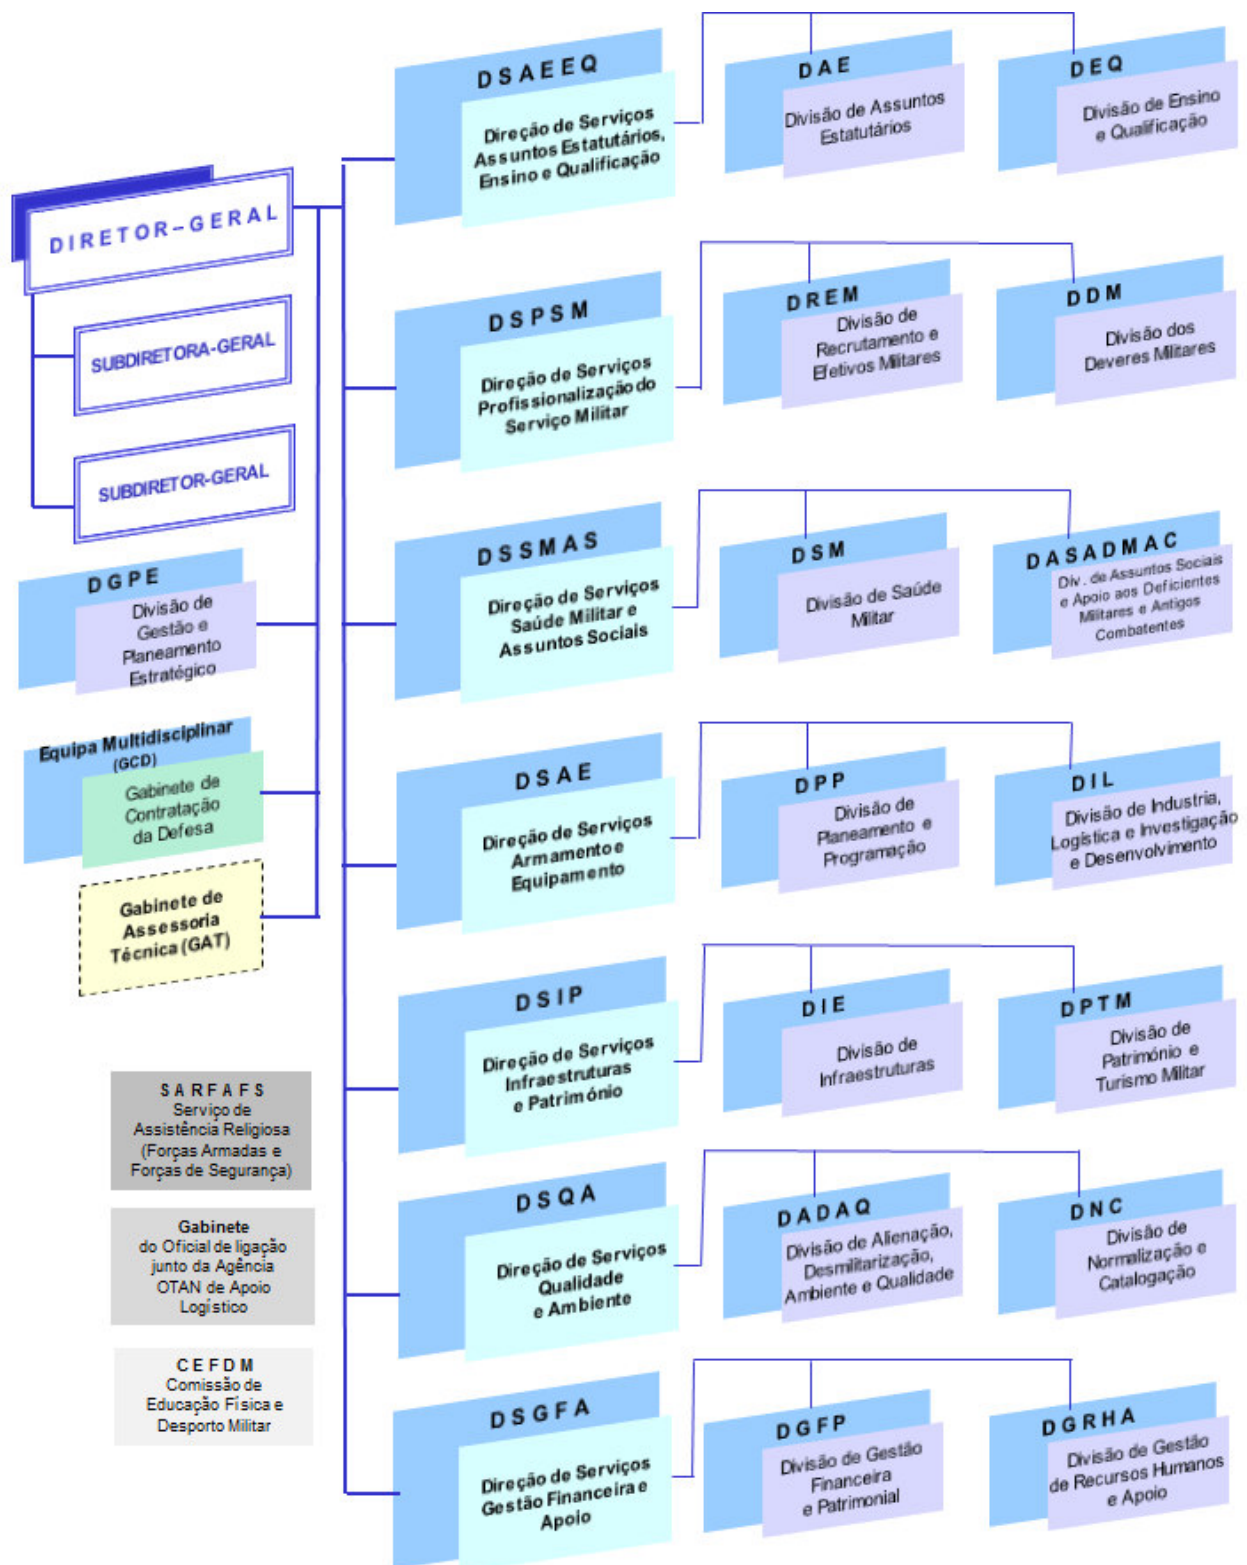 DIRETOR–GERAL
SUBDIRETORA-GERAL
SUBDIRETOR-GERAL
DGPE
Divisão de
Gestão e
Planeamento
Estratégico
Equipa Multidisciplinar
(GCD)
Gabinete de
Contratação
da Defesa
Gabinete de
Assessoria
Técnica (GAT)
SARFAFS
Serviço de
Assistência Religiosa
(Forças Armadas e
Forças de Segurança)
Gabinete
do Oficial de ligação
junto da Agência
OTAN de Apoio
Logístico
CEFDM
Comissão de
Educação Física e
Desporto Militar
DSAEEQ
Direção de Serviços
Assuntos Estatutários,
Ensino e Qualificação
DAE
Divisão de Assuntos
Estatutários
DEQ
Divisão de Ensino
e Qualificação
DSPSM
Direção de Serviços
Profissionalização do
Serviço Militar
DREM
Divisão de
Recrutamento e
Efetivos Militares
DDM
Divisão dos
Deveres Militares
DSSMAS
Direção de Serviços
Saúde Militar e
Assuntos Sociais
DSM
Divisão de Saúde
Militar
DASADMAC
Div. de Assuntos Sociais
e Apoio aos Deficientes
Militares e Antigos
Combatentes
DSAE
Direção de Serviços
Armamento e
Equipamento
DPP
Divisão de
Planeamento e
Programação
DIL
Divisão de Industria,
Logística e Investigação
e Desenvolvimento
DSIP
Direção de Serviços
Infraestruturas
e Património
DIE
Divisão de
Infraestruturas
DPTM
Divisão de
Património e
Turismo Militar
DSQA
Direção de Serviços
Qualidade
e Ambiente
DADAQ
Divisão de Alienação,
Desmilitarização,
Ambiente e Qualidade
DNC
Divisão de
Normalização e
Catalogação
DSGFA
Direção de Serviços
Gestão Financeira e
Apoio
DGFP
Divisão de Gestão
Financeira
e Patrimonial
DGRHA
Divisão de Gestão
de Recursos Humanos
e Apoio